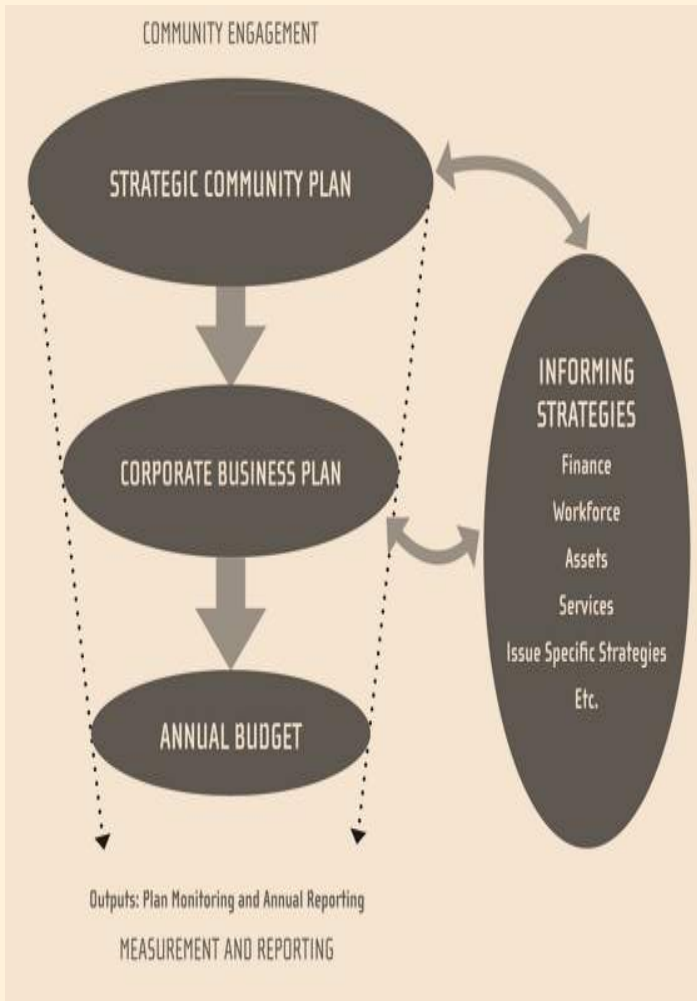 COMMUNITY ENGAGEMENT
STRATEGIC COMMUNITY PLAN
CORPORATE BUSINESS PLAN
ANNUAL BUDGET
INFORMING
STRATEGIES
Finance
Workforce
Assets
Services
Issue Specific Strategies
Etc.
Outputs: Plan Monitoring and Annual Reporting
MEASUREMENT AND REPORTING